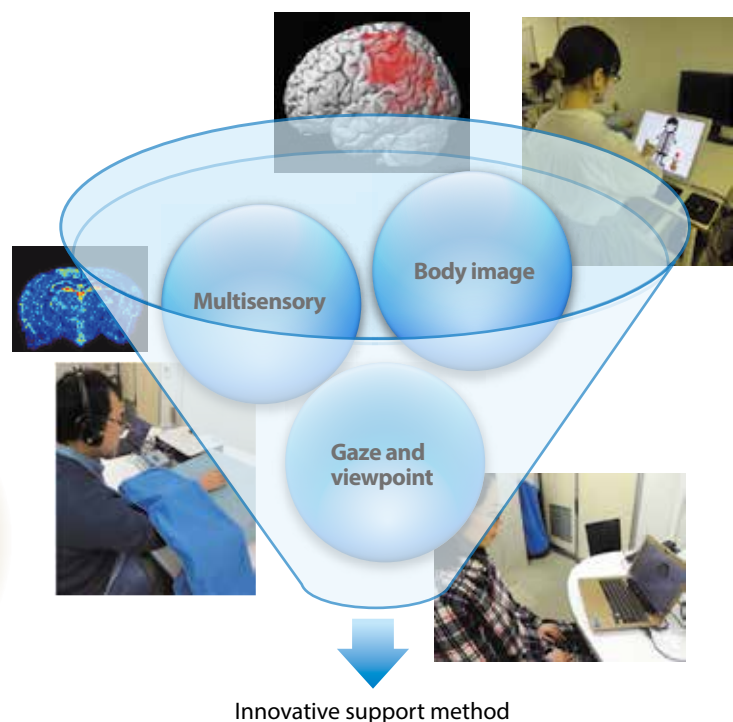 Body image
Multisensory
Gaze and
viewpoint
Innovative support method